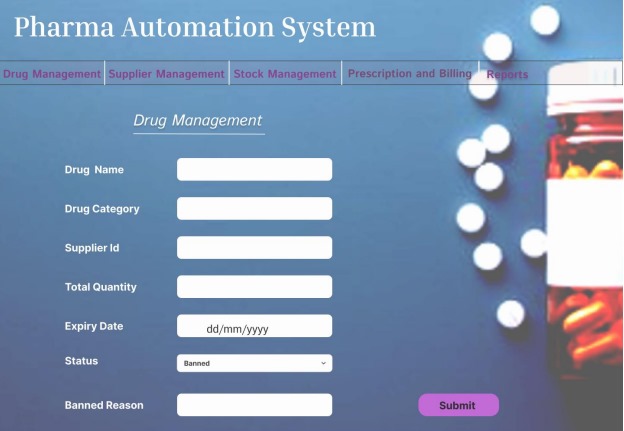 Pharma Automation System
Drug Management Supplier Management Stock Management Prescription and Billing Reports
Drug Management
Drug Name
Drug Category
Supplier Id
Total Quantity
Expiry Date dd/mm/yyyy
Status Banned
Banned Reason Submit